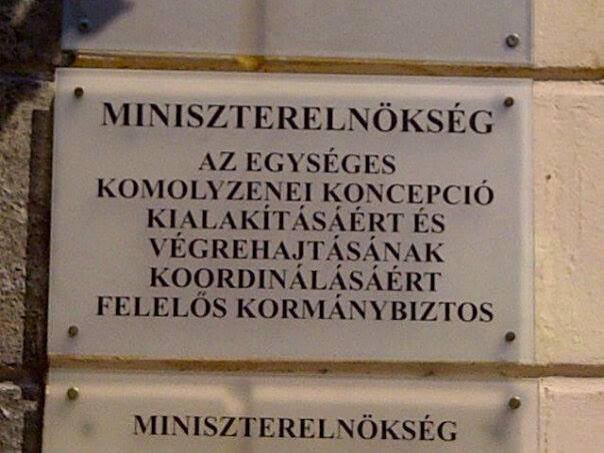 MINISZTERELNÖKSÉG
AZ EGYSÉGES
KOMOLYZENEI KONCEPCIÓ
KIALAKÍTÁSÁÉRT ÉS
VÉGREHAJTÁSÁNAK
KOORDINÁLÁSÁÉRT
FELELŐS KORMÁNYBIZTOS
MINISZTERELNÖKSÉG